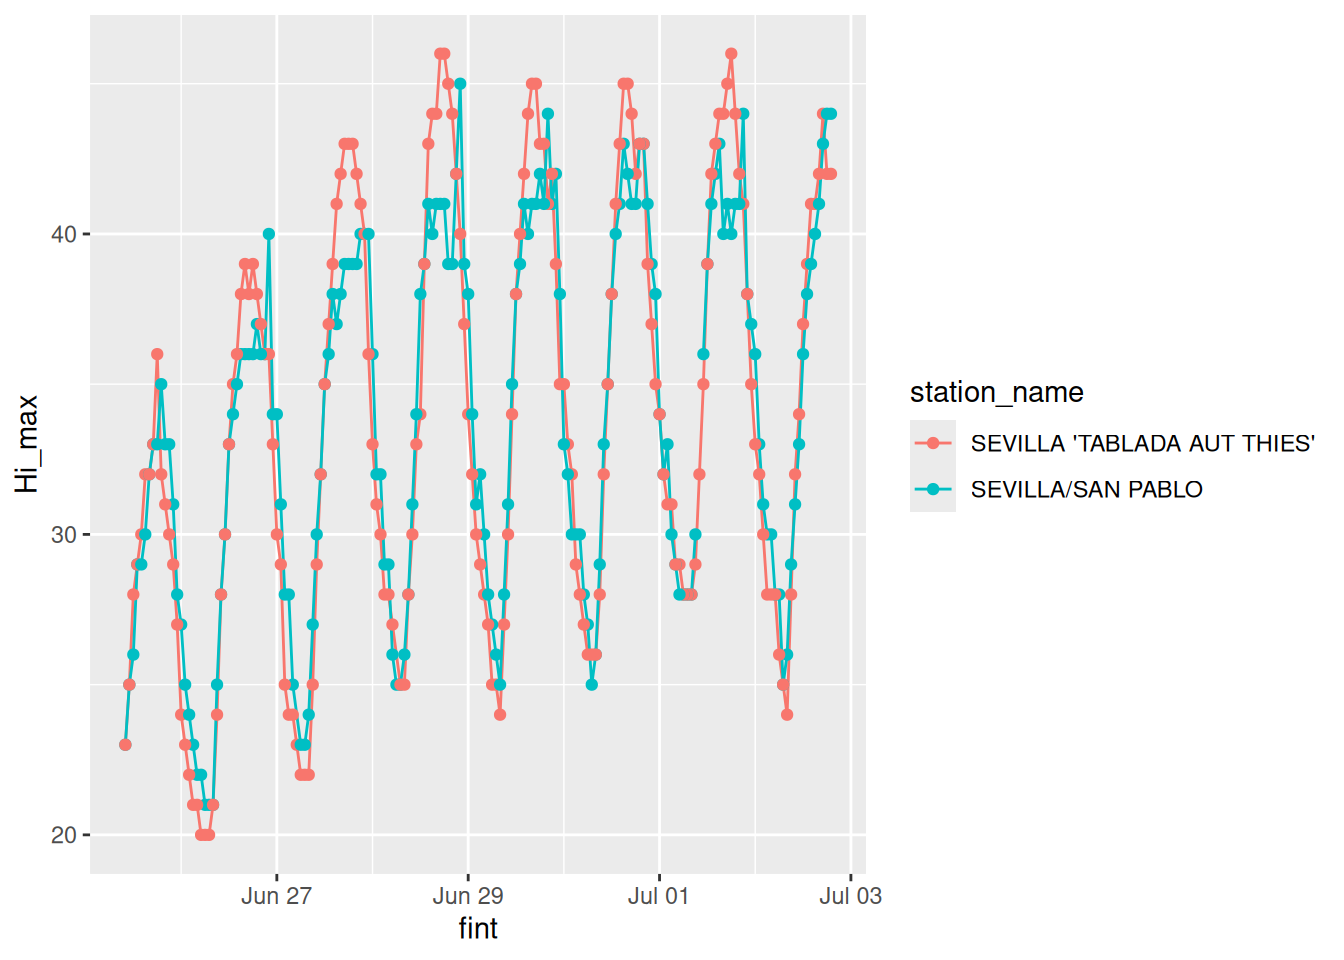 Hi_max
40
30
20
Jun 27
Jun 29
Jul 01
Jul 03
fint
station_name
SEVILLA 'TABLADA AUT THIES'
SEVILLA/SAN PABLO